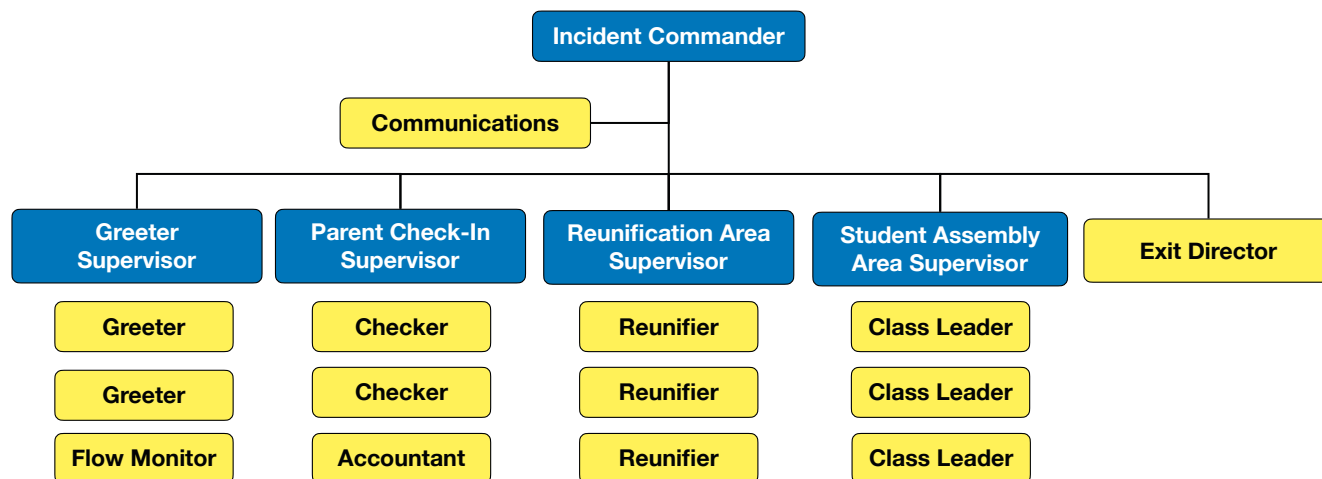 Incident Commander
Communications
Greeter
Supervisor
Parent Check-In
Supervisor
Reunification Area
Supervisor
Student Assembly
Area Supervisor
Exit Director
Greeter
Checker
Reunifier
Class Leader
Greeter
Checker
Reunifier
Class Leader
Flow Monitor
Accountant
Reunifier
Class Leader